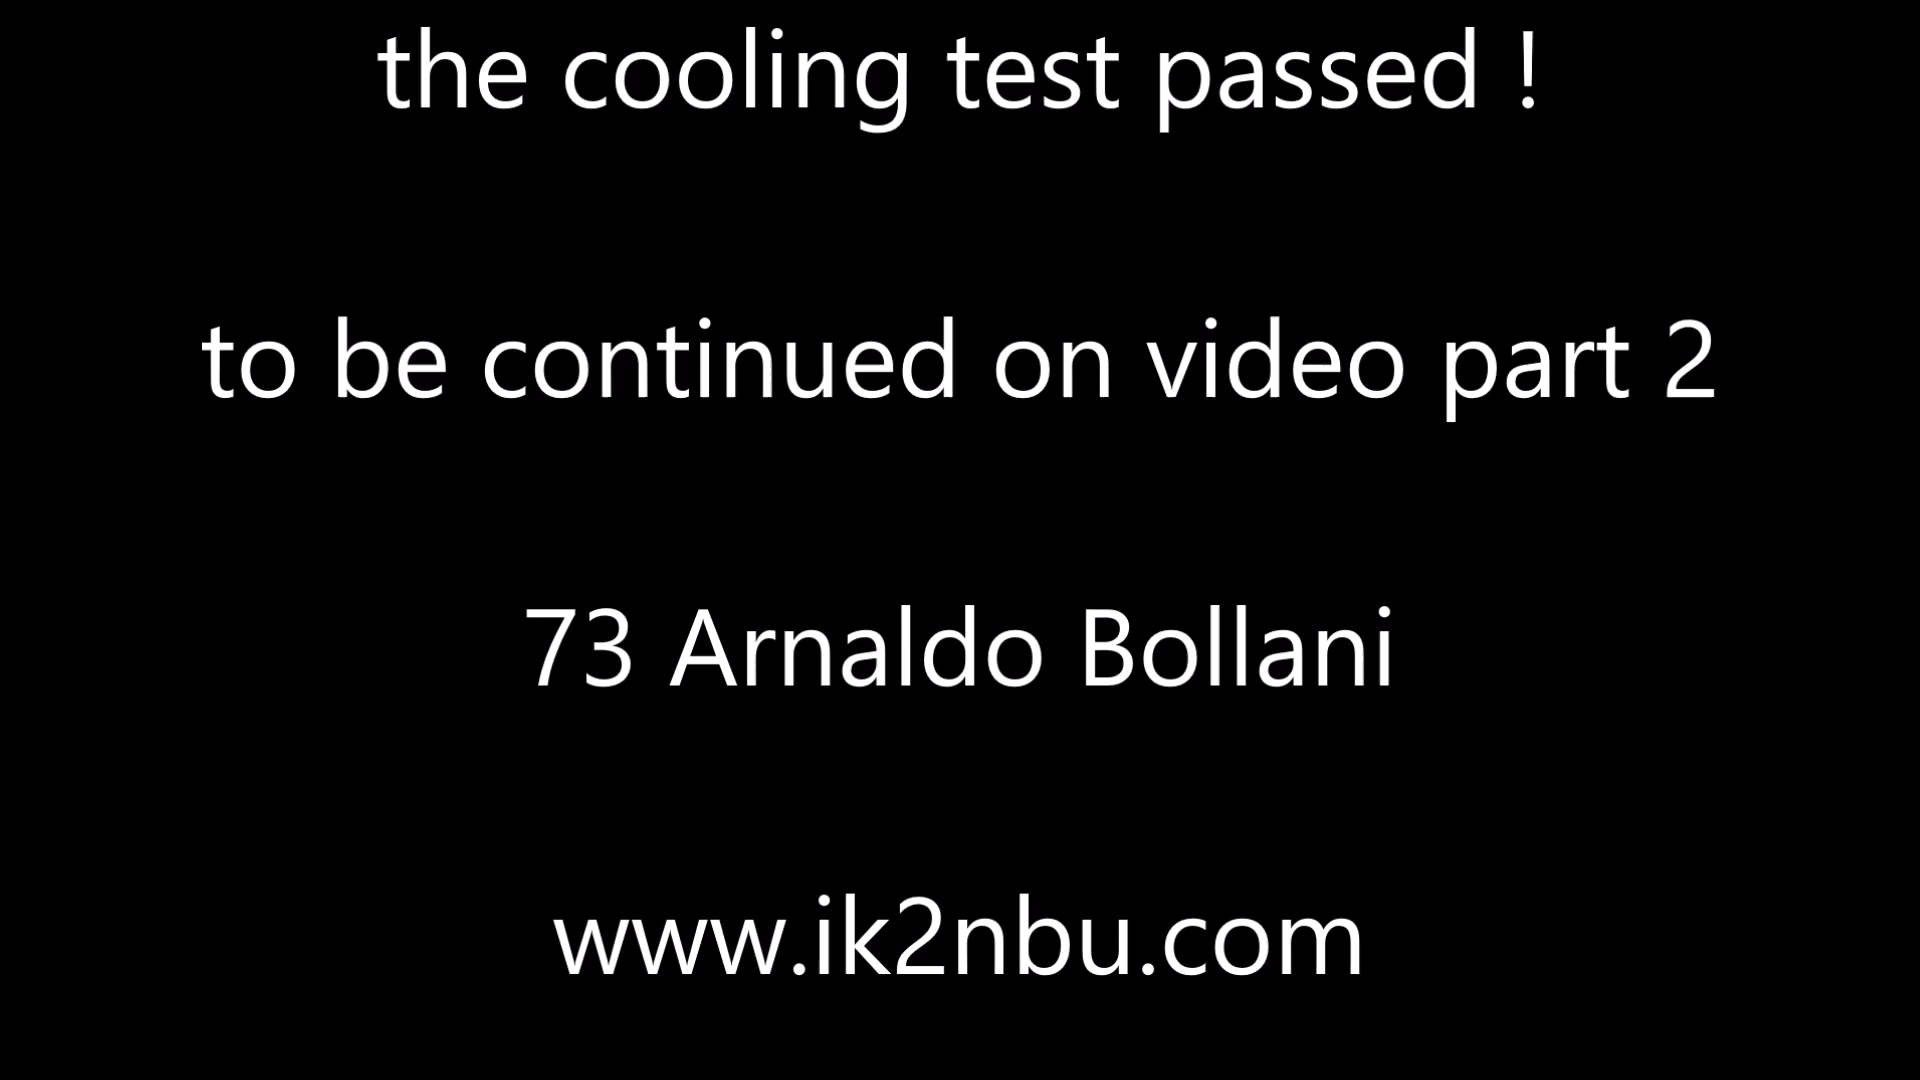 the cooling test passed !
to be continued on video part 2
73 Arnaldo Bollani
www.ik2nbu.com